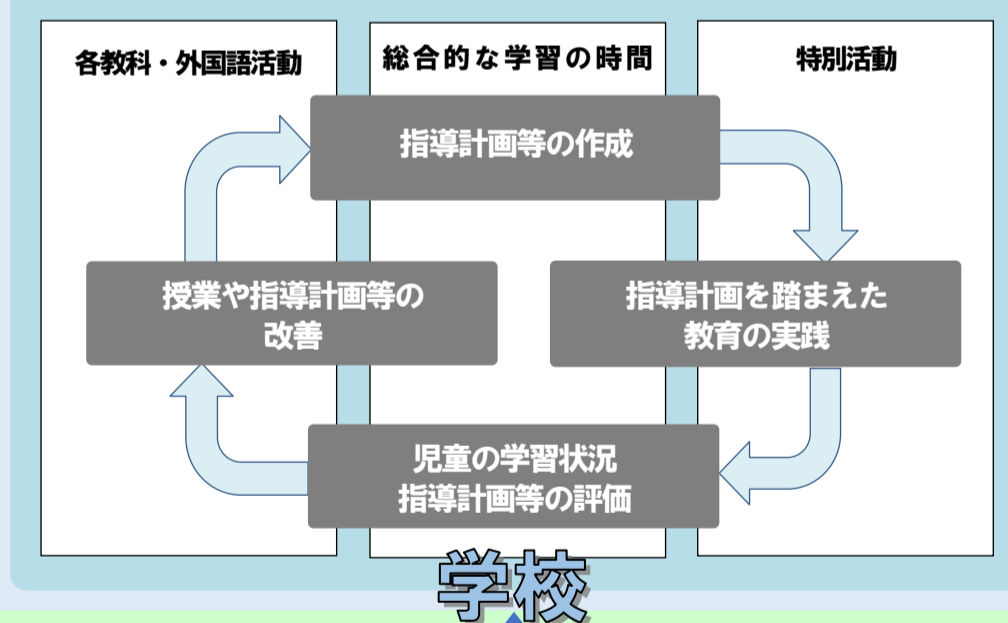 各教科・外国語活動
総合的な学習の時間
特別活動
指導計画等の作成
授業や指導計画等の
改善
指導計画を踏まえた
教育の実践
児童の学習状況
指導計画等の評価
学校